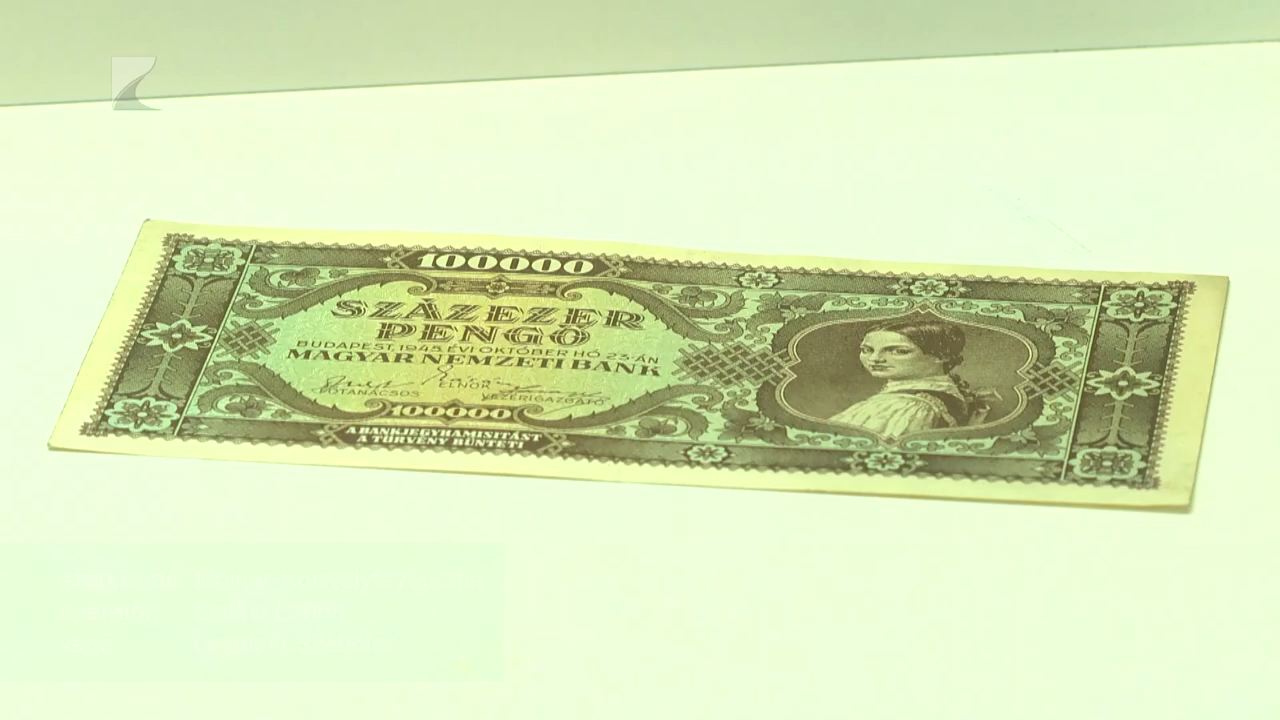 100000
SZÁZEZER
PENGŐ
BUDAPEST, 1945. ÉVI OKTÓBER HÓ 23-ÁN
MAGYAR NEMZETI BANK
FŐTANÁCSOS ELNÖK VEZÉRIGAZGATÓ
100000
A BANKJEGYHAMISÍTÁST
A TÖRVÉNY BÜNTETI